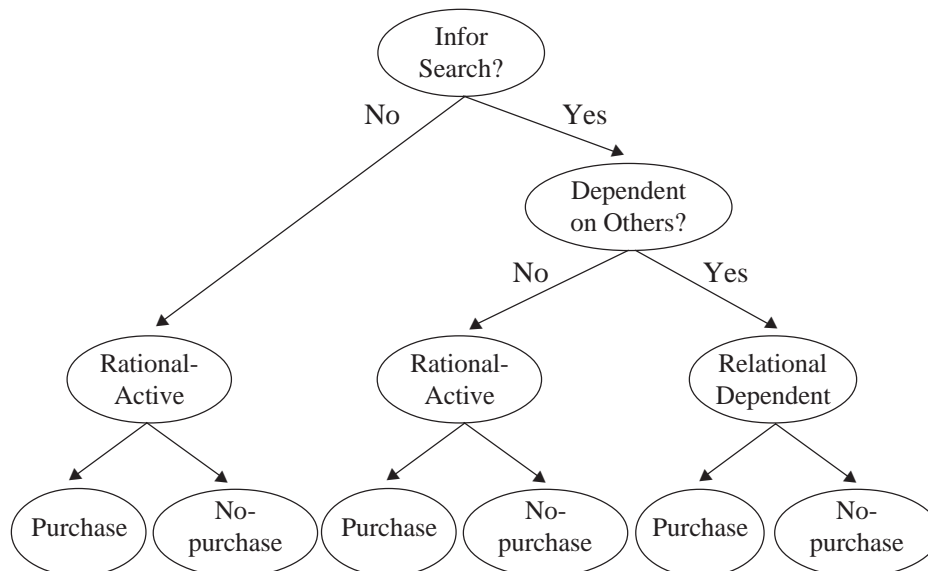 Infor
Search?
No
Yes
Dependent
on Others?
No
Yes
Rational-
Active
Rational-
Active
Relational
Dependent
Purchase
No-
purchase
Purchase
No-
purchase
Purchase
No-
purchase